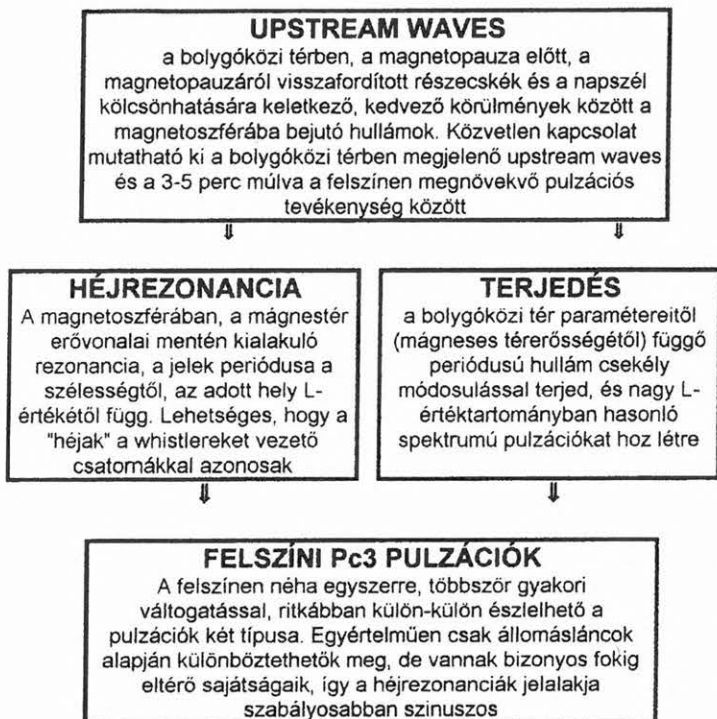 UPSTREAM WAVES
a bolygóközi térben, a magnetopauza előtt, a
magnetopauzáról visszafordított részecskék és a napszél
kölcsönhatására keletkező, kedvező körülmények között a
magnetoszférába bejutó hullámok. Közvetlen kapcsolat
mutatható ki a bolygóközi térben megjelenő upstream waves
és a 3-5 perc múlva a felszínen megnövekvő pulzációs
tevékenység között
⇓ ⇓
HÉJREZONANCIA
A magnetoszférában, a mágnestér
erővonalai mentén kialakuló
rezonancia, a jelek periódusa a
szélességtől, az adott hely L-
értékétől függ. Lehetséges, hogy a
"héjak" a whistlereket vezető
csatornákkal azonosak
TERJEDÉS
a bolygóközi tér paramétereitől
(mágneses térerősségétől) függő
periódusú hullám csekély
módosulással terjed, és nagy L-
értéktartományban hasonló
spektrumú pulzációkat hoz létre
⇓ ⇓
FELSZÍNI Pc3 PULZÁCIÓK
A felszínen néha egyszerre, többször gyakori
váltogatással, ritkábban külön-külön észlelhető a
pulzációk két típusa. Egyértelműen csak állomásláncok
alapján különböztethetők meg, de vannak bizonyos fokig
eltérő sajátságaik, így a héjrezonanciák jelalakja
szabályosabban szinuszos